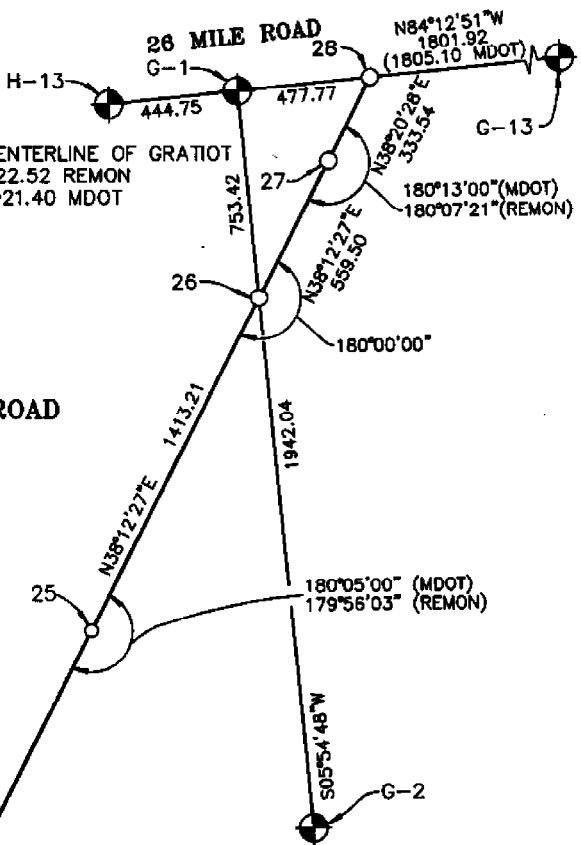 26 MILE ROAD
N84°12'51"W
1801.92
(1805.10 MDOT)
28
G-1
H-13
444.75
477.77
G-13
ENTERLINE OF GRATIOT
22.52 REMON
21.40 MDOT
N38°20'28"E
333.54
27
180°13'00"(MDOT)
180°07'21"(REMON)
753.42
N38°12'27"E
559.50
26
180°00'00"
ROAD
1413.21
1942.04
N38°12'27"E
180°05'00" (MDOT)
179°56'03" (REMON)
25
S05°54'48"W
G-2